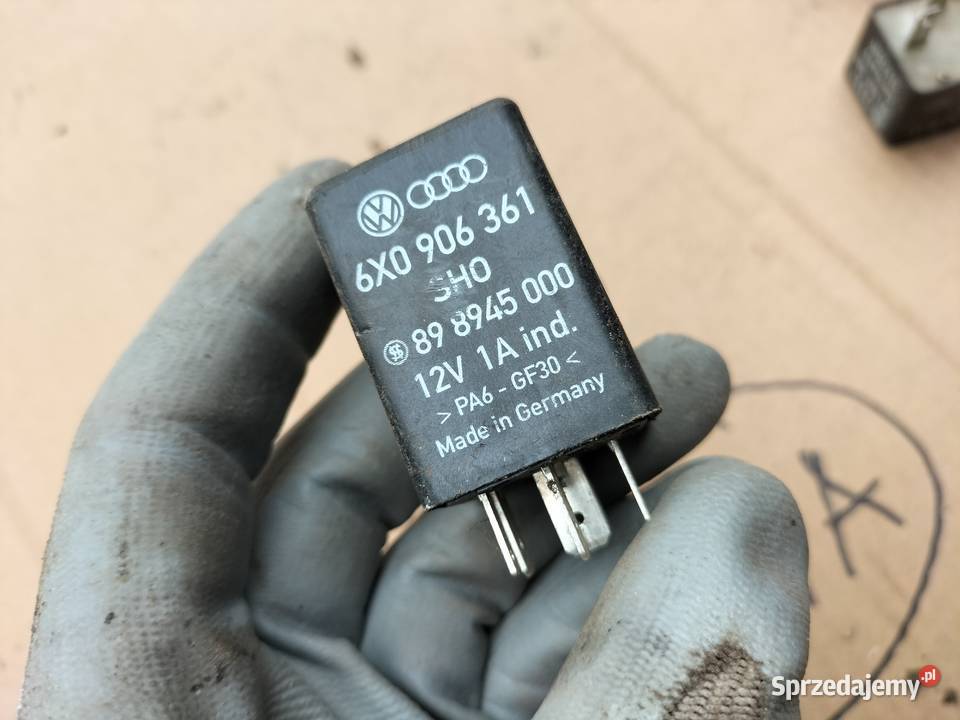 6X0 906 361
SHO
89 8945 000
12V 1A ind.
> PA6 - GF30 <
Made in Germany
A
Sprzedajemy.pl